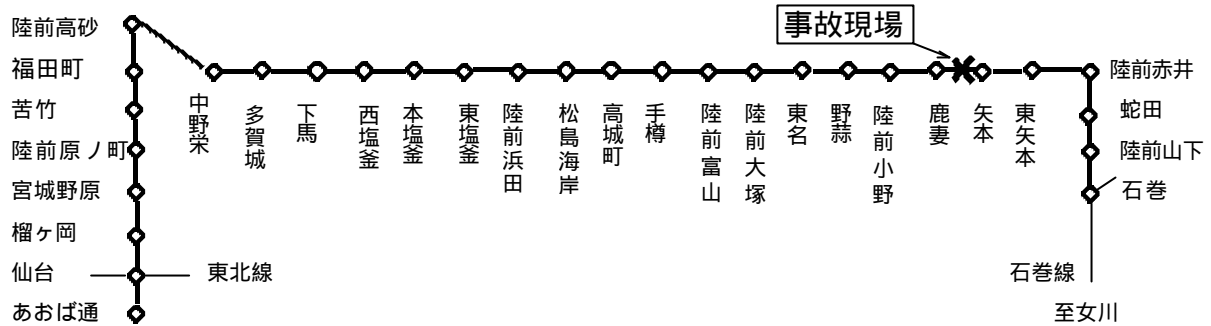 事故現場
陸前高砂
福田町
苦竹
陸前原ノ町
宮城野原
榴ヶ岡
仙台
東北線
あおば通
中野栄
多賀城
下馬
西塩釜
本塩釜
東塩釜
陸前浜田
松島海岸
高城町
手樽
陸前富山
陸前大塚
東名
野蒜
陸前小野
鹿妻
矢本
東矢本
陸前赤井
蛇田
陸前山下
石巻
石巻線
至女川